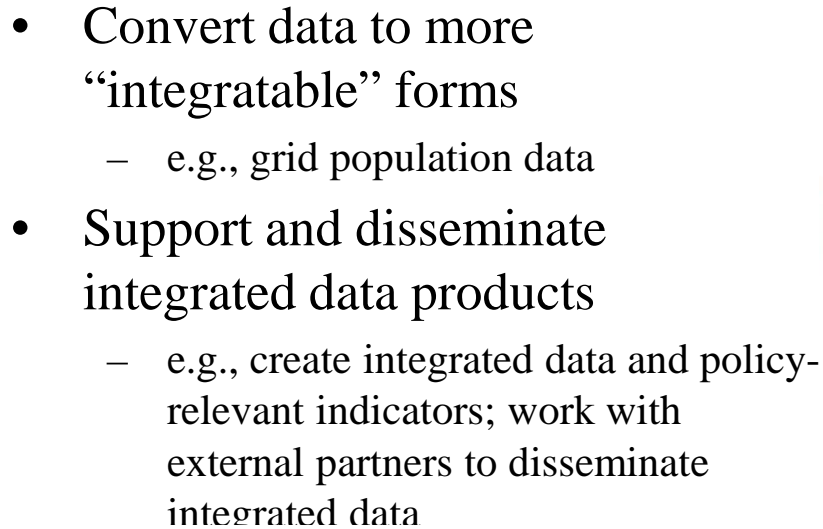 • Convert data to more
“integratable” forms
– e.g., grid population data
• Support and disseminate
integrated data products
– e.g., create integrated data and policy-
relevant indicators; work with
external partners to disseminate
integrated data